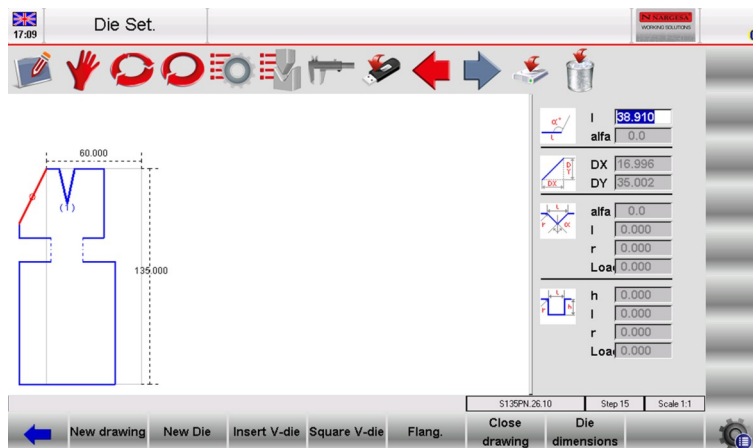 17:09
Die Set.
NARGESA
WORKING SOLUTIONS
60.000
(1)
135.000
l 38.910
alfa 0.0
DX 16.996
DY 35.002
alfa 0.0
l 0.000
r 0.000
Load 0.000
h 0.000
l 0.000
r 0.000
Load 0.000
S135PN.26.10 Step 15 Scale 1:1
New drawing New Die Insert V-die Square V-die Flang. Close drawing Die dimensions